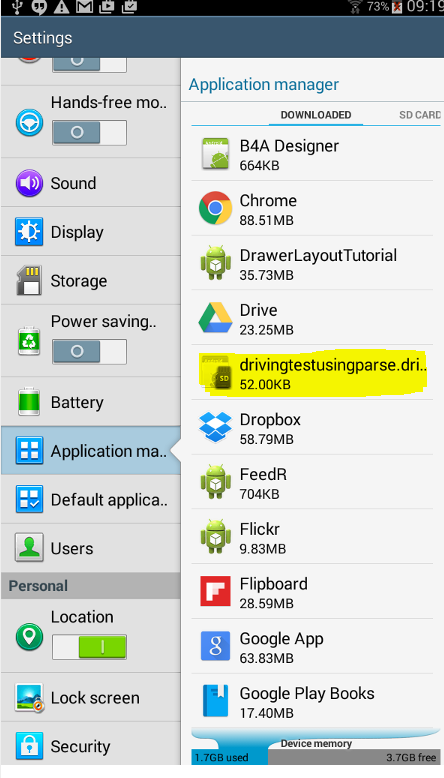 73% 09:19
Settings
Hands-free mo..
Sound
Display
Storage
Power saving..
Battery
Application ma..
Default applica..
Users
Personal
Location
Lock screen
Security
Application manager
DOWNLOADED
SD CARD
B4A Designer
664KB
Chrome
88.51MB
DrawerLayoutTutorial
35.73MB
Drive
23.25MB
drivingtestusingparse.dri..
52.00KB
Dropbox
58.79MB
FeedR
704KB
Flickr
9.83MB
Flipboard
28.59MB
Google App
63.83MB
Google Play Books
17.40MB
Device memory
1.7GB used
3.7GB free